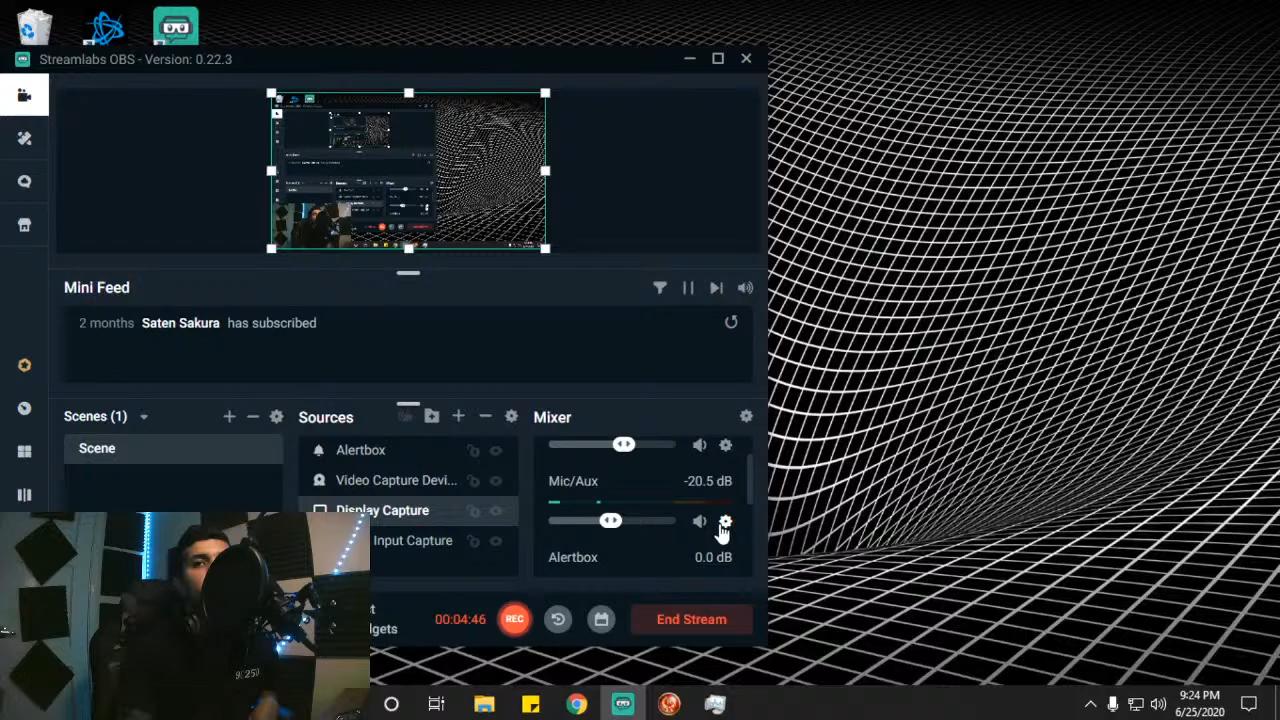 Streamlabs OBS - Version: 0.22.3
Mini Feed
2 months Saten Sakura has subscribed
Scenes (1)
Sources
Mixer
Scene
Alertbox
Video Capture Devi...
Display Capture
Input Capture
Mic/Aux -20.5 dB
Alertbox 0.0 dB
00:04:46
REC
End Stream
9:24 PM
6/25/2020